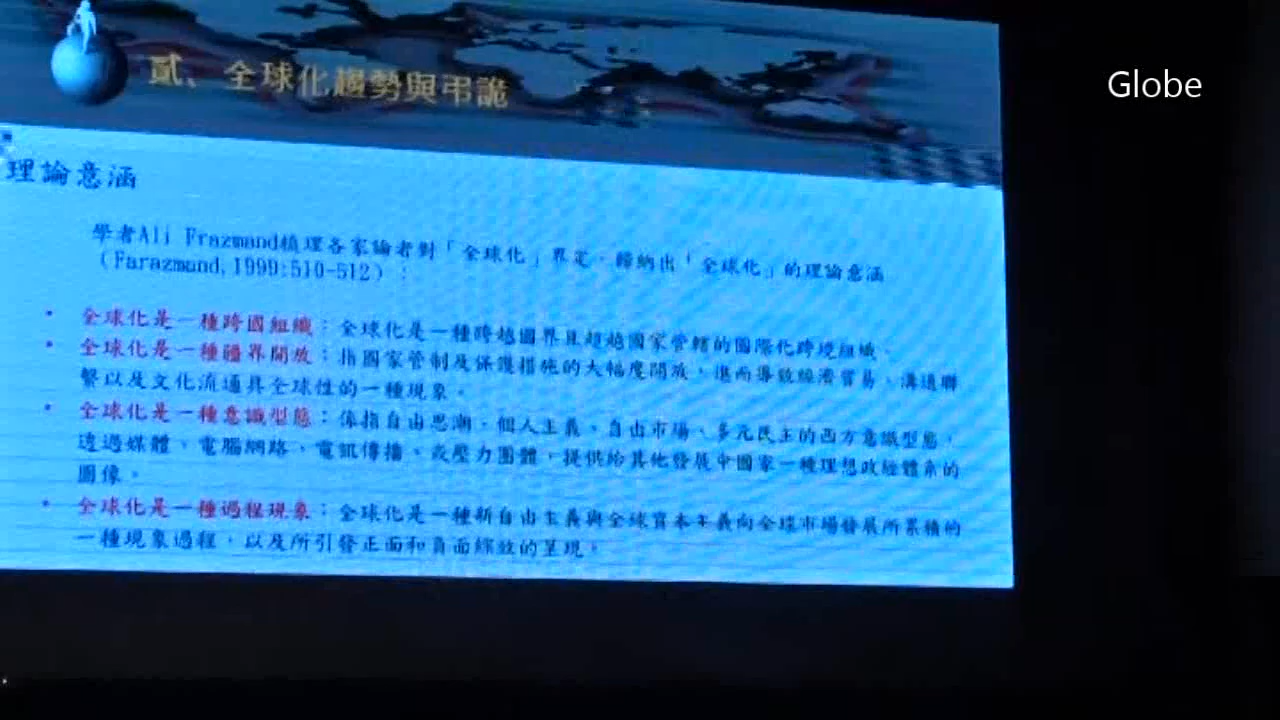 Globe
貳、全球化趨勢與弔詭
理論意涵
學者Ali Frazmand梳理各家論者對「全球化」界定，歸納出「全球化」的理論意涵
（Farazmand,1999:510-512）：
• 全球化是一種跨國組織：全球化是一種跨越國界且超越國家管轄的國際化跨境組織。
• 全球化是一種疆界開放：指國家管制及保護措施的大幅度開放，進而導致經濟貿易、溝通聯
繫以及文化流通具全球性的一種現象。
• 全球化是一種意識型態：係指自由思潮、個人主義、自由市場、多元民主的西方意識型態，
透過媒體、電腦網路、電訊傳播、或壓力團體，提供給其他發展中國家一種理想政經體系的
圖像。
• 全球化是一種過程現象：全球化是一種新自由主義與全球資本主義向全球市場發展所累積的
一種現象過程，以及所引發正面和負面的呈現。